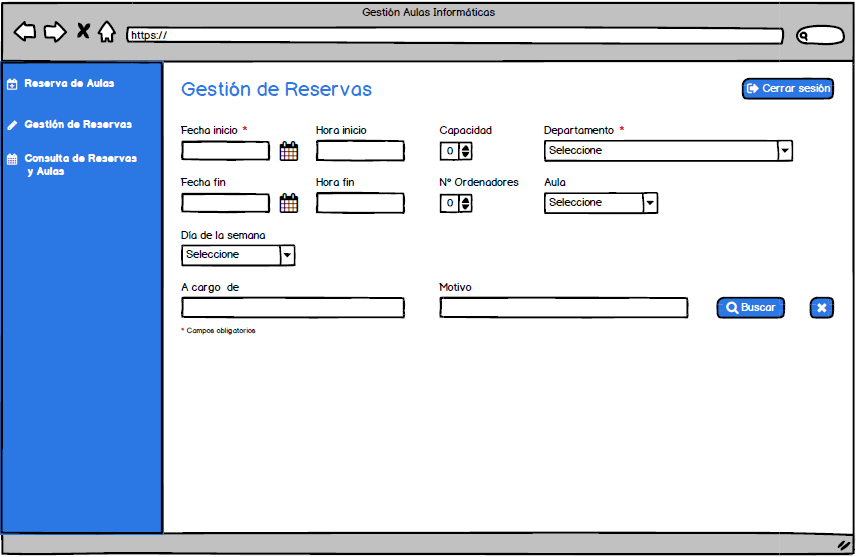 Gestión Aulas Informáticas
https://
Reserva de Aulas
Gestión de Reservas
Consulta de Reservas
y Aulas
Gestión de Reservas
Cerrar sesión
Fecha inicio *
Hora inicio
Capacidad
Departamento *
0
Seleccione
Fecha fin
Hora fin
Nº Ordenadores
Aula
0
Seleccione
Día de la semana
Seleccione
A cargo de
Motivo
Buscar
* Campos obligatorios